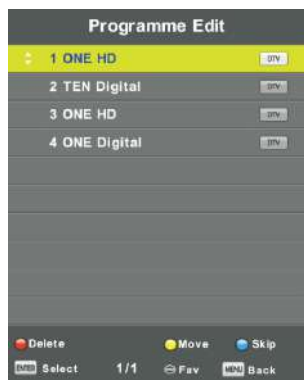 Programme Edit
1 ONE HD DTV
2 TEN Digital DTV
3 ONE HD DTV
4 ONE Digital DTV
Delete Move Skip
ENTER Select 1/1 Fav MENU Back